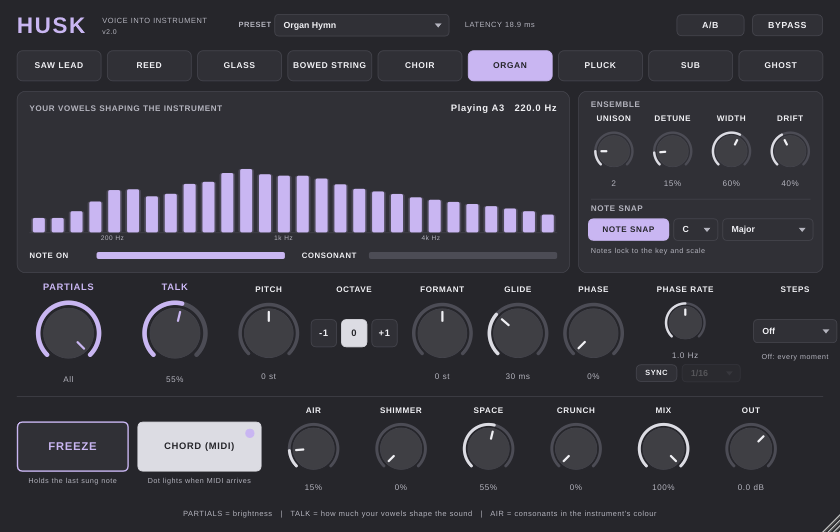 HUSK
VOICE INTO INSTRUMENT
v2.0
PRESET Organ Hymn
LATENCY 18.9 ms
A/B BYPASS
SAW LEAD REED GLASS BOWED STRING CHOIR ORGAN PLUCK SUB GHOST
YOUR VOWELS SHAPING THE INSTRUMENT
Playing A3 220.0 Hz
200 Hz 1k Hz 4k Hz
NOTE ON CONSONANT
ENSEMBLE
UNISON DETUNE WIDTH DRIFT
2 15% 60% 40%
NOTE SNAP
NOTE SNAP C Major
Notes lock to the key and scale
PARTIALS TALK PITCH OCTAVE FORMANT GLIDE PHASE PHASE RATE STEPS
-1 0 +1
Off
All 55% 0 st 0 st 30 ms 0% 1.0 Hz
Off: every moment
SYNC 1/16
AIR SHIMMER SPACE CRUNCH MIX OUT
FREEZE CHORD (MIDI)
Holds the last sung note Dot lights when MIDI arrives
15% 0% 55% 0% 100% 0.0 dB
PARTIALS = brightness | TALK = how much your vowels shape the sound | AIR = consonants in the instrument's colour